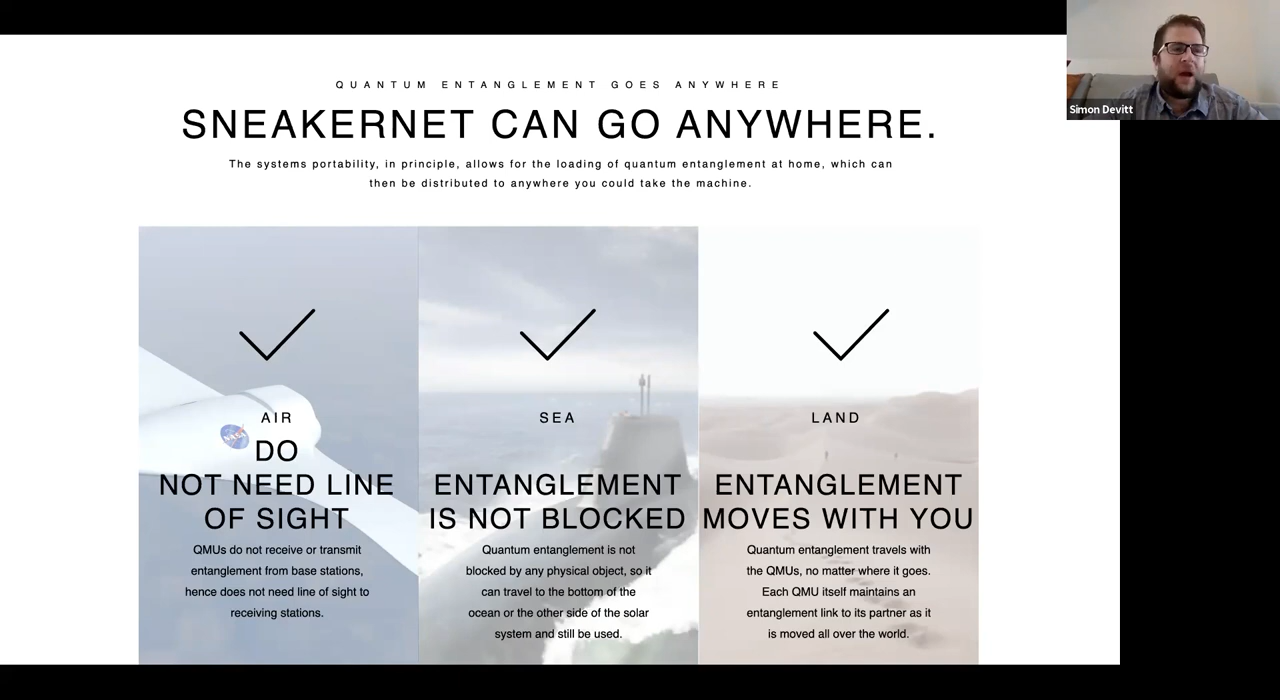 QUANTUM ENTANGLEMENT GOES ANYWHERE
SNEAKERNET CAN GO ANYWHERE.
The systems portability, in principle, allows for the loading of quantum entanglement at home, which can
then be distributed to anywhere you could take the machine.
Simon Devitt
AIR
NASA
DO
NOT NEED LINE
OF SIGHT
QMUs do not receive or transmit
entanglement from base stations,
hence does not need line of sight to
receiving stations.
SEA
ENTANGLEMENT
IS NOT BLOCKED
Quantum entanglement is not
blocked by any physical object, so it
can travel to the bottom of the
ocean or the other side of the solar
system and still be used.
LAND
ENTANGLEMENT
MOVES WITH YOU
Quantum entanglement travels with
the QMUs, no matter where it goes.
Each QMU itself maintains an
entanglement link to its partner as it
is moved all over the world.